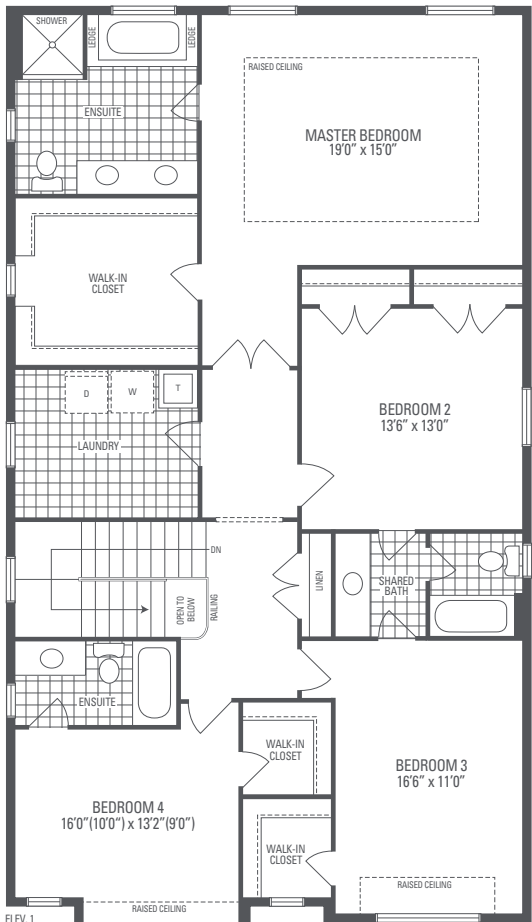 SHOWER
LEDGE
LEDGE
RAISED CEILING
ENSUITE
MASTER BEDROOM
19'0" x 15'0"
WALK-IN
CLOSET
D
W
T
LAUNDRY
BEDROOM 2
13'6" x 13'0"
DN
OPEN TO
BELOW
RAILING
LINEN
SHARED
BATH
ENSUITE
WALK-IN
CLOSET
BEDROOM 3
16'6" x 11'0"
BEDROOM 4
16'0"(10'0") x 13'2"(9'0")
WALK-IN
CLOSET
RAISED CEILING
RAISED CEILING
ELEV. 1